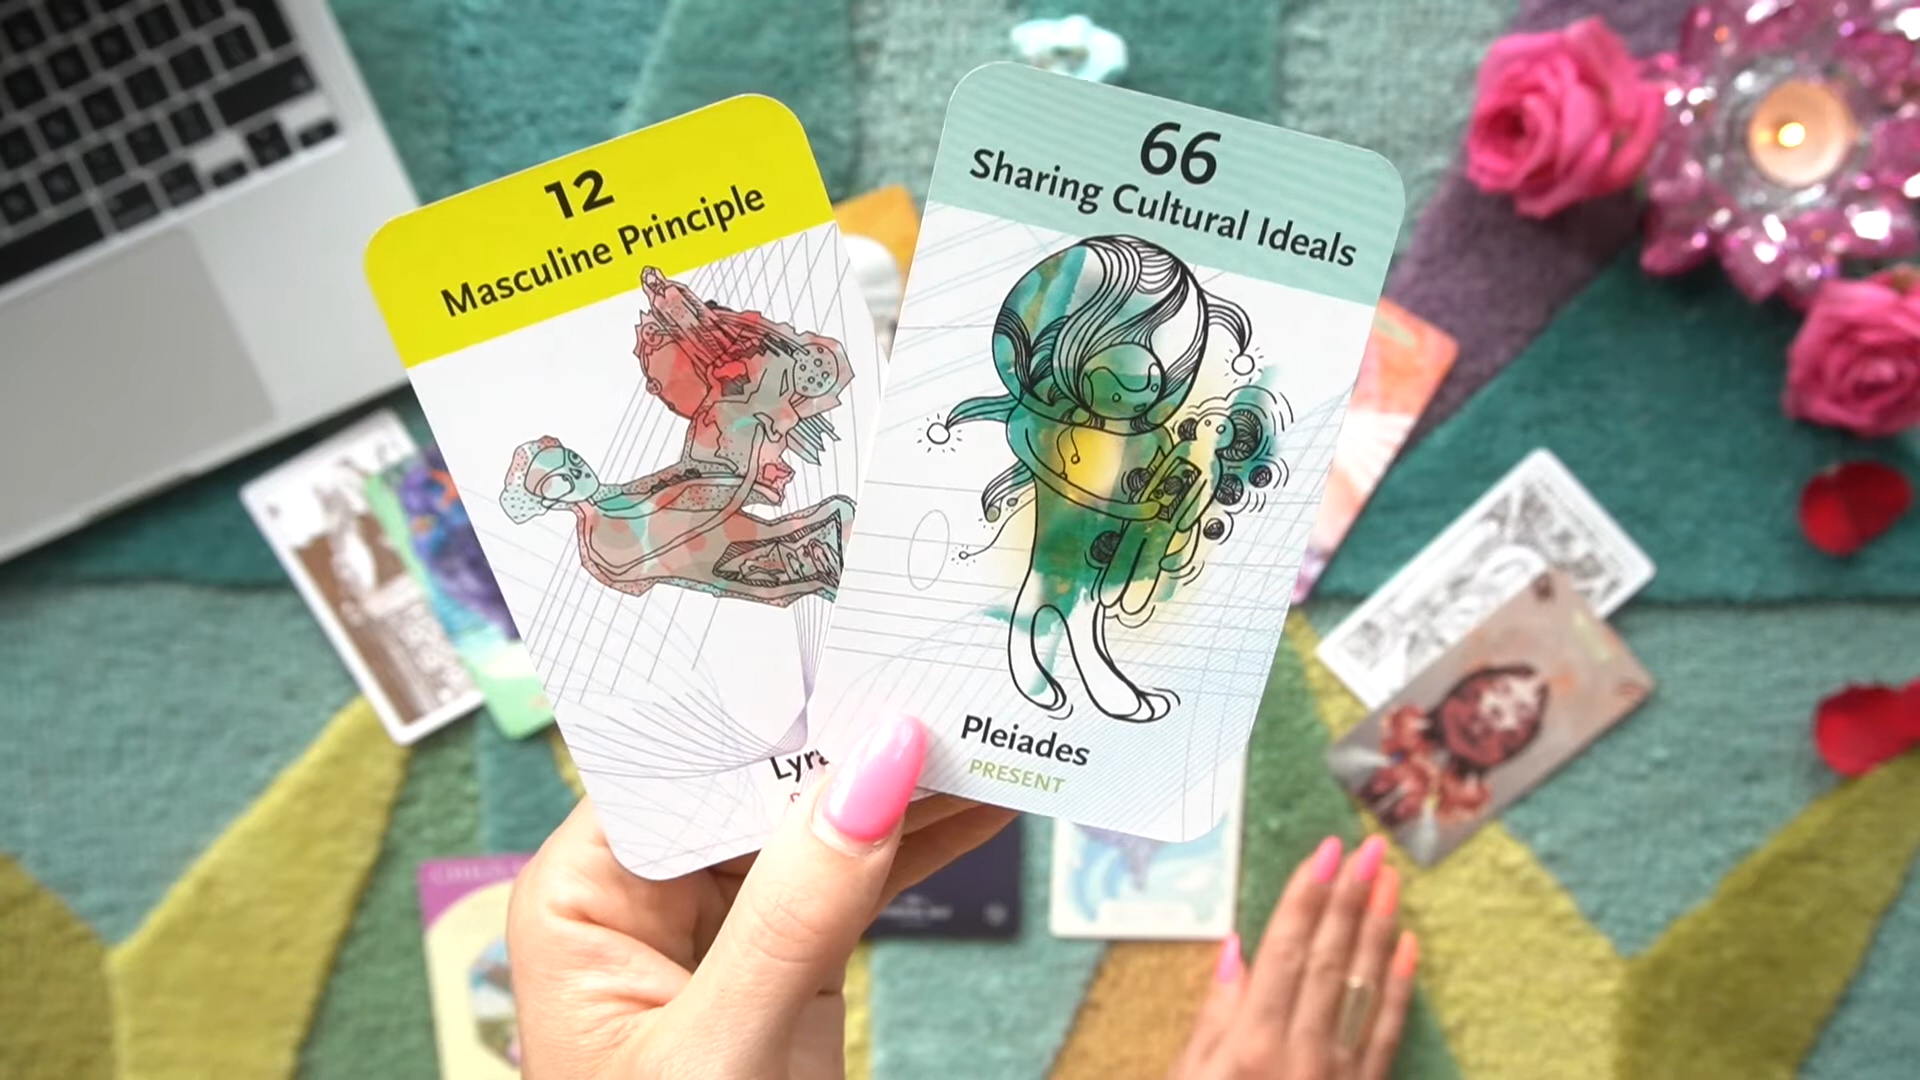 12
Masculine Principle
66
Sharing Cultural Ideals
Pleiades
PRESENT